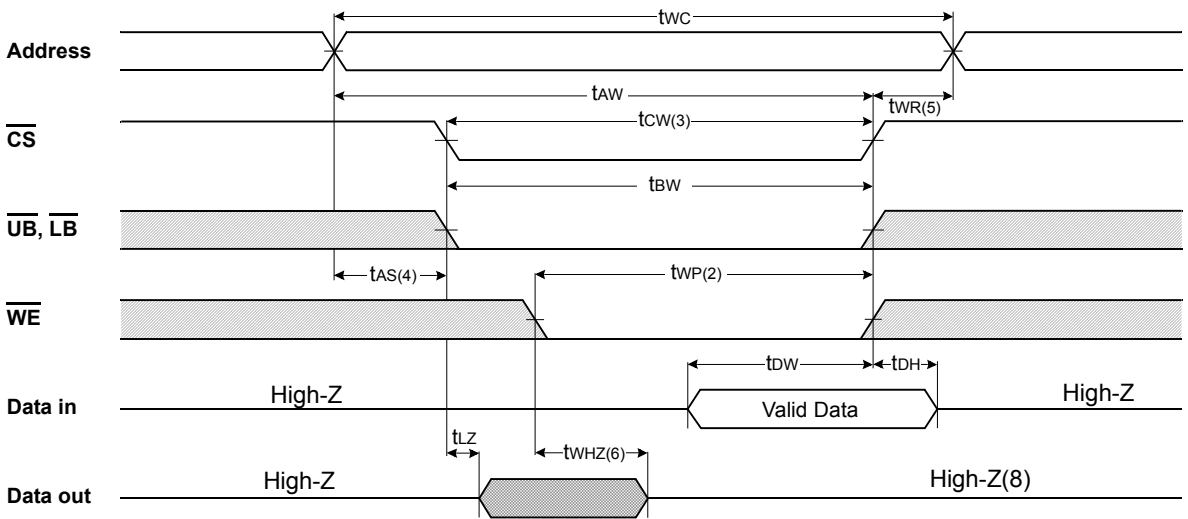 tWC
Address
tAW
tWR(5)
tCW(3)
CS
tBW
UB, LB
tAS(4)
tWP(2)
WE
tDW
tDH
High-Z
Valid Data
High-Z
Data in
tLZ
tWHZ(6)
High-Z
High-Z(8)
Data out